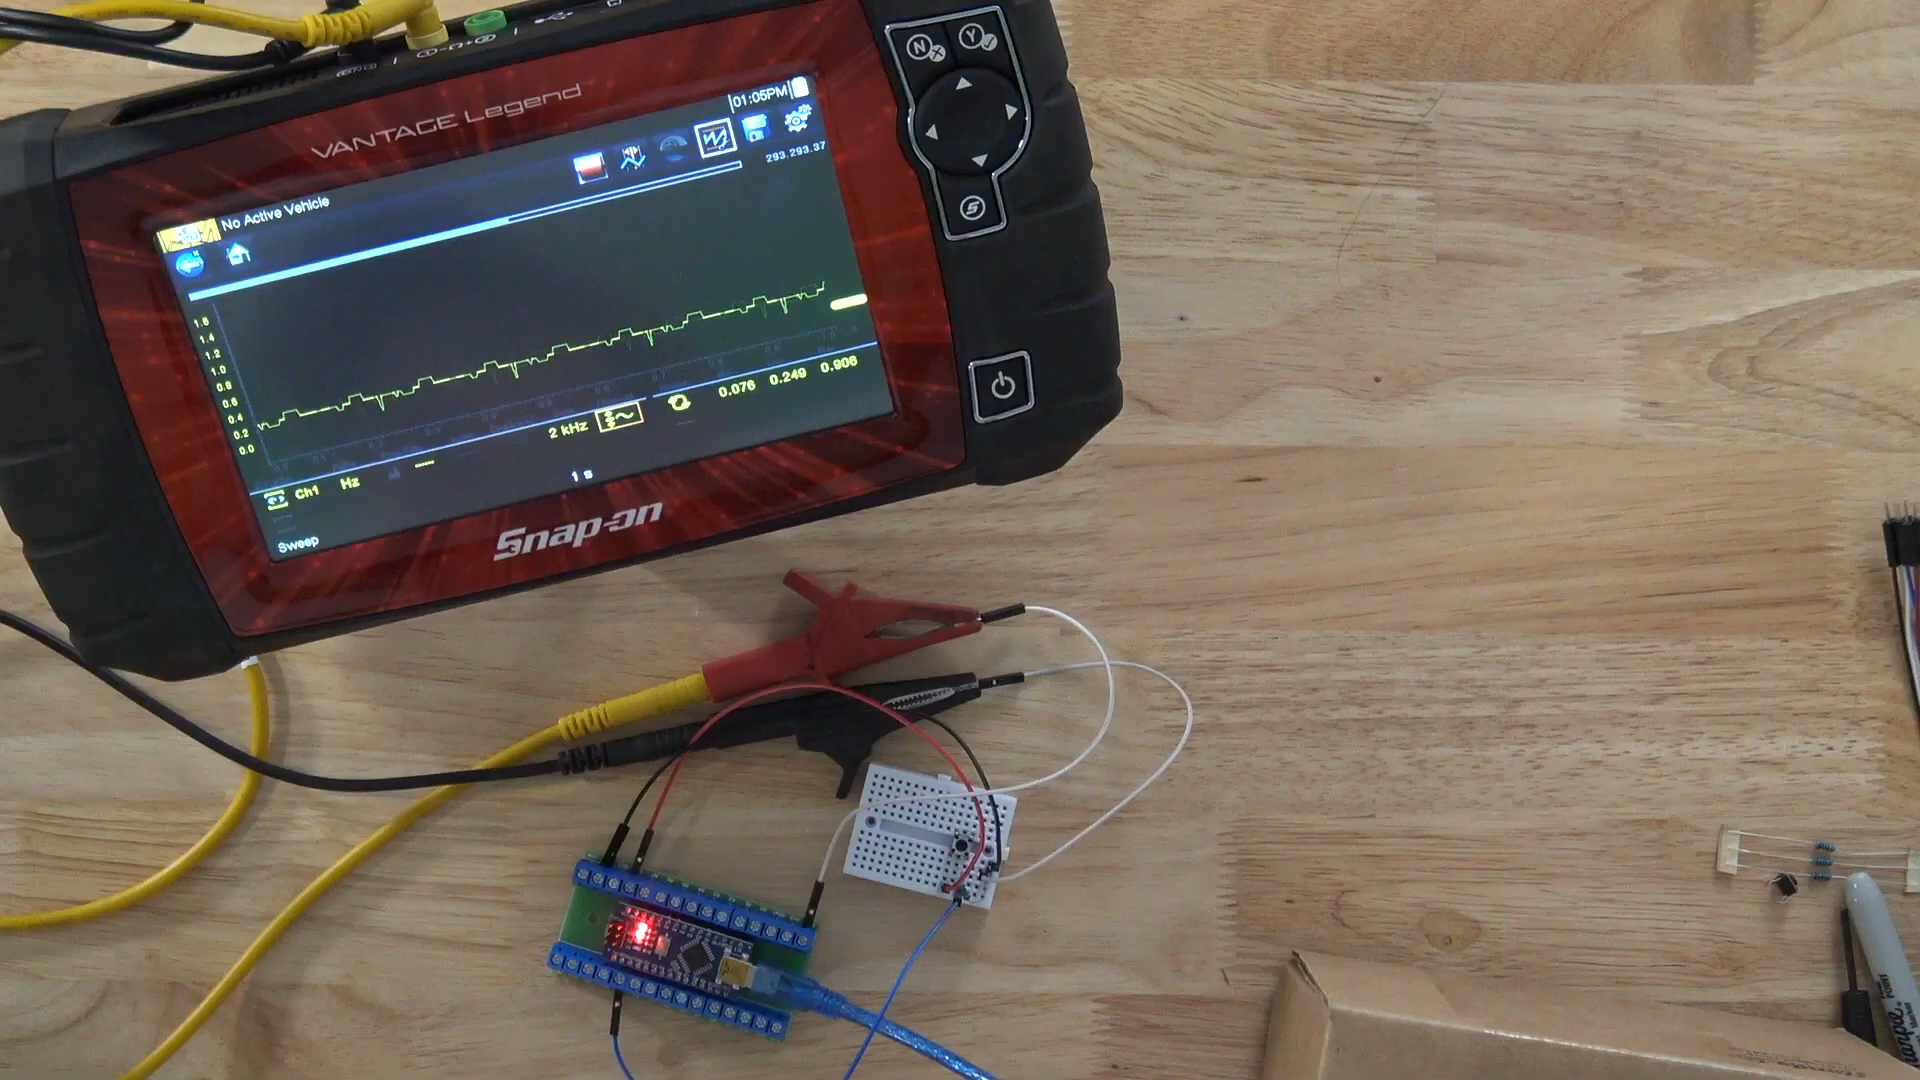 VANTAGE Legend
01:05PM
293.293.37
No Active Vehicle
1.6
1.4
1.2
1.0
0.8
0.6
0.4
0.2
0.0
0.076 0.249 0.906
2 kHz
1 s
Ch1 Hz
Sweep
Snap-on
N
Y
S